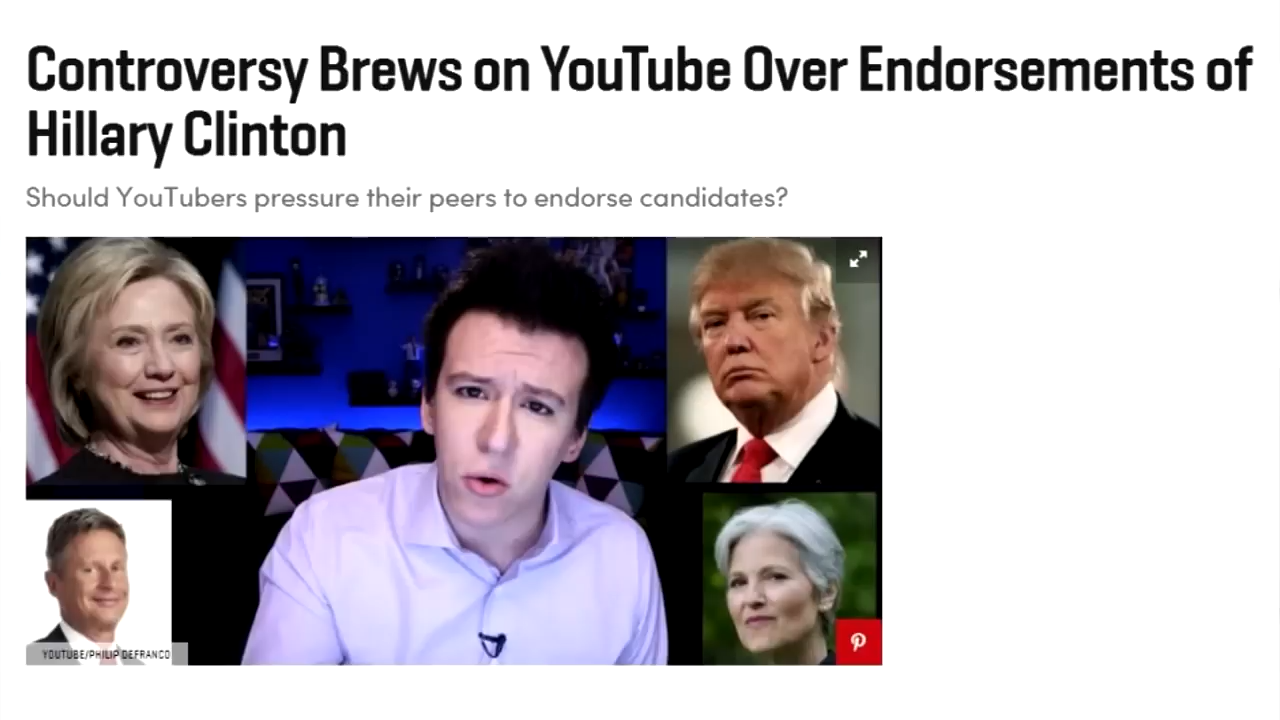 Controversy Brews on YouTube Over Endorsements of
Hillary Clinton
Should YouTubers pressure their peers to endorse candidates?
YOUTUBE/PHILIP DEFRANCO